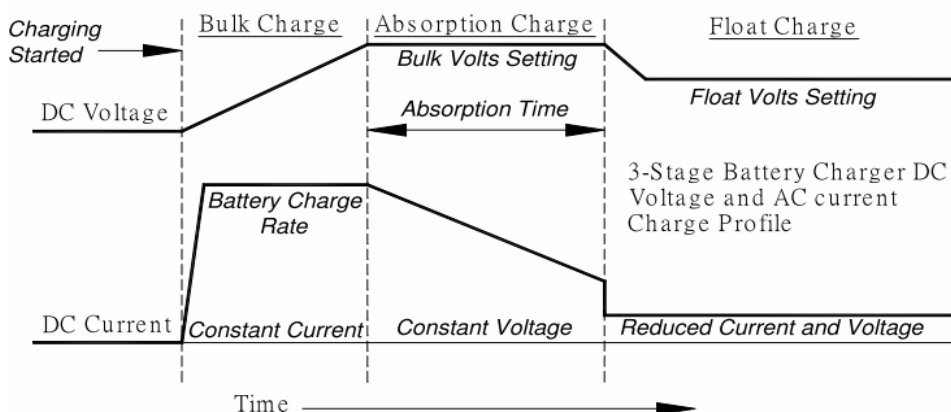 Charging
Started
Bulk Charge
Absorption Charge
Float Charge
Bulk Volts Setting
DC Voltage
Absorption Time
Float Volts Setting
3-Stage Battery Charger DC
Voltage and AC current
Charge Profile
Battery Charge
Rate
DC Current
Constant Current
Constant Voltage
Reduced Current and Voltage
Time